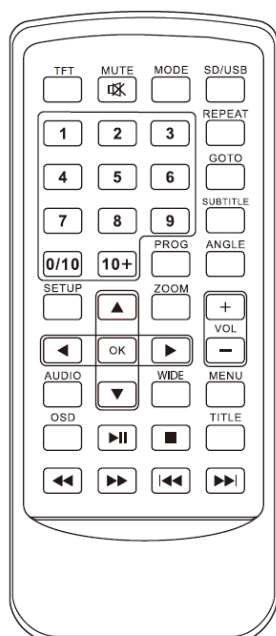 TFT MUTE MODE SD/USB
REPEAT
1 2 3
GOTO
4 5 6
SUBTITLE
7 8 9
PROG ANGLE
0/10 10+
SETUP ZOOM
+
VOL
OK −
AUDIO WIDE MENU
OSD TITLE